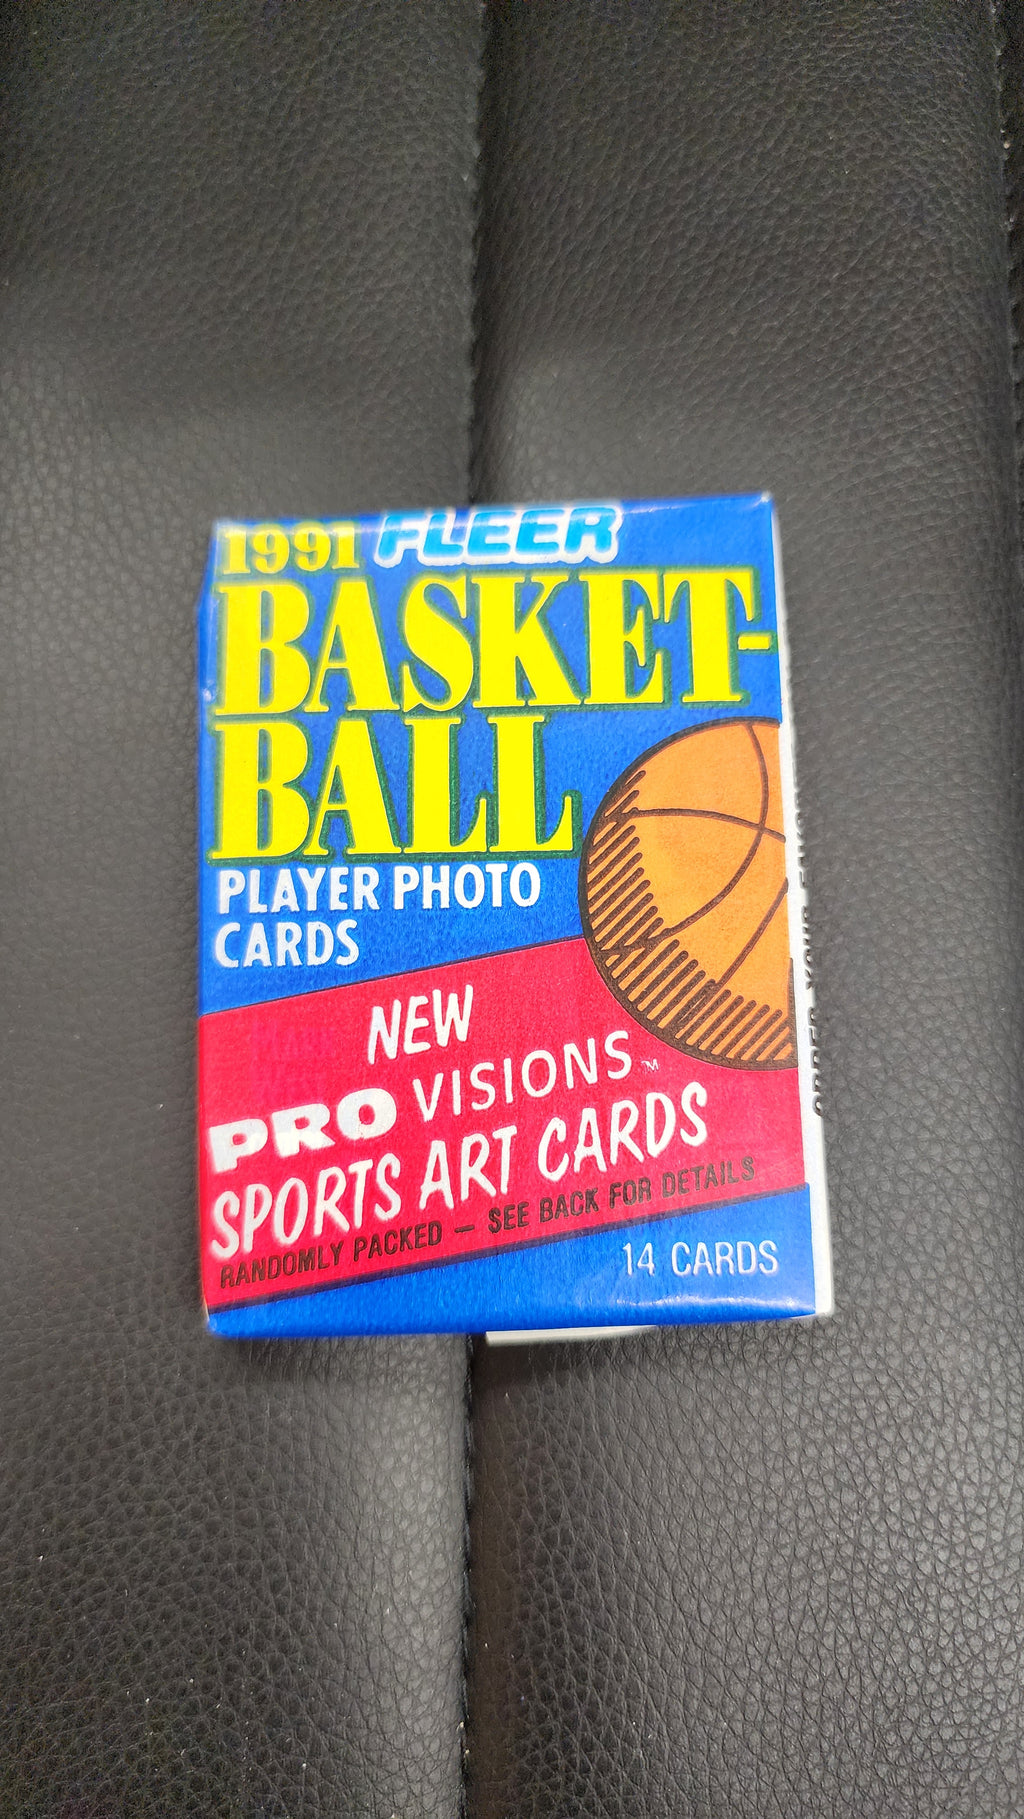 1991 FLEER
BASKET-
BALL
PLAYER PHOTO
CARDS
NEW
PRO VISIONS™
SPORTS ART CARDS
RANDOMLY PACKED — SEE BACK FOR DETAILS
14 CARDS